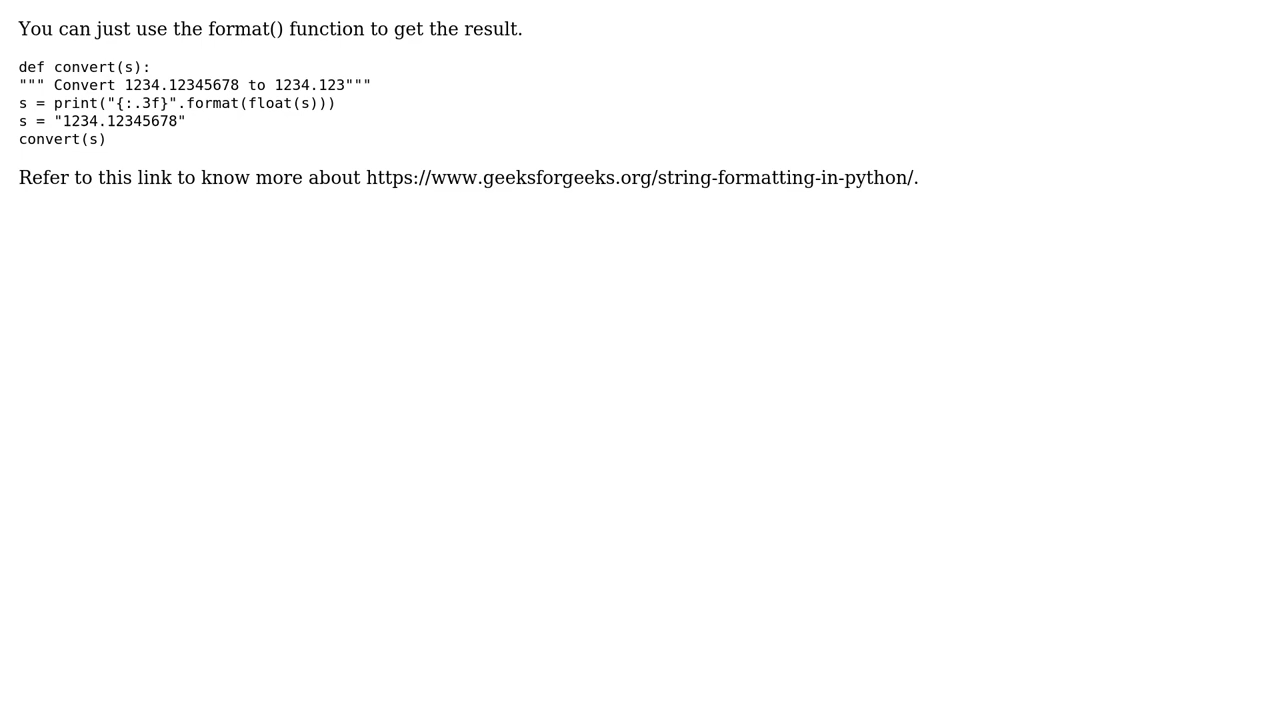 You can just use the format() function to get the result.
def convert(s):
""" Convert 1234.12345678 to 1234.123"""
s = print("{:.3f}".format(float(s)))
s = "1234.12345678"
convert(s)
Refer to this link to know more about https://www.geeksforgeeks.org/string-formatting-in-python/.